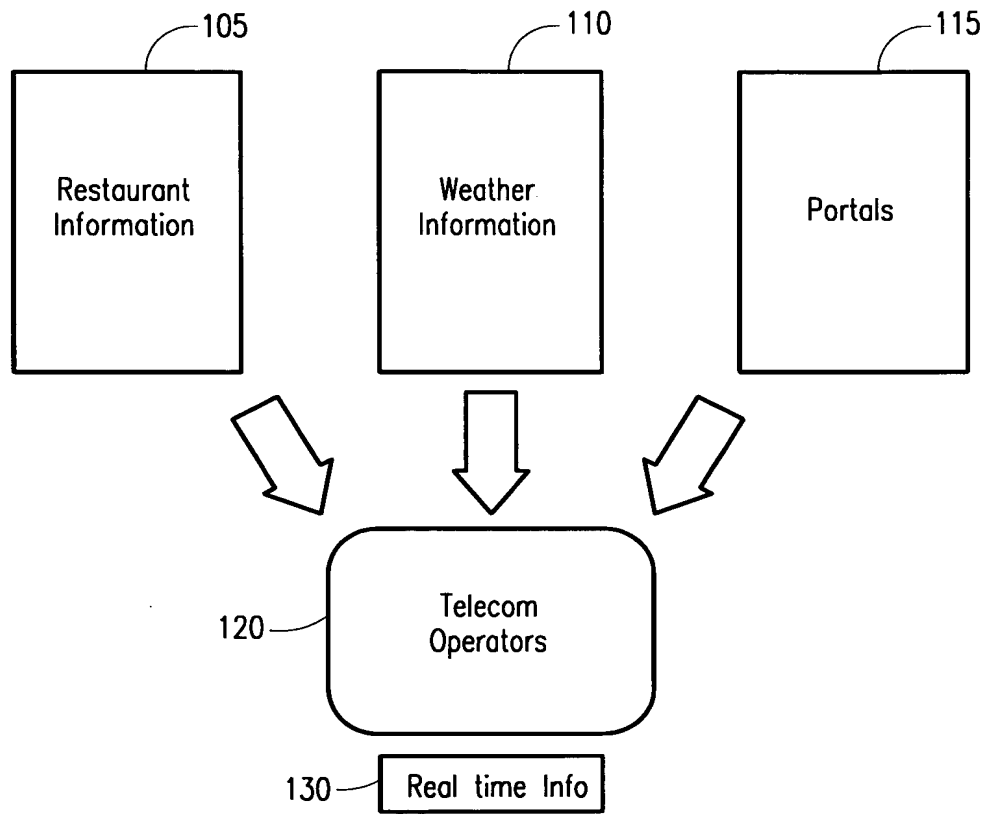 105
110
115
Restaurant
Information
Weather
Information
Portals
120
Telecom
Operators
130
Real time Info